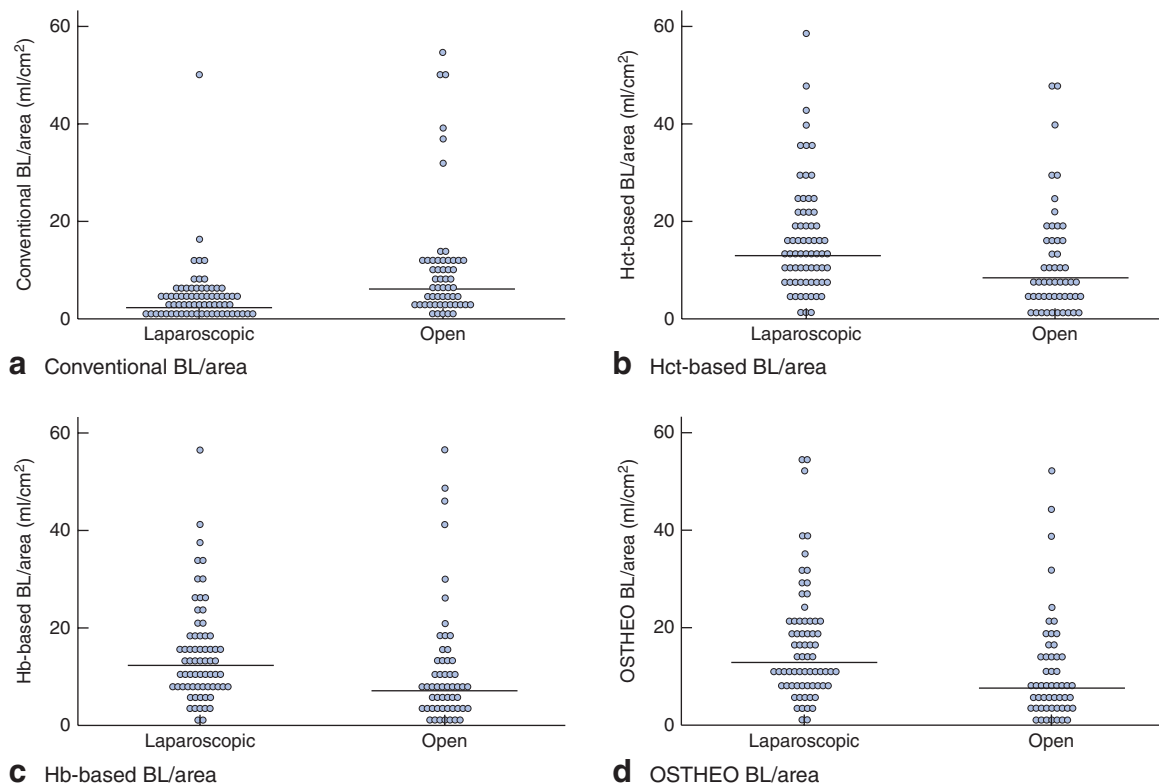 60
40
20
0
Conventional BL/area (ml/cm²)
Laparoscopic Open
a Conventional BL/area
60
40
20
0
Hct-based BL/area (ml/cm²)
Laparoscopic Open
b Hct-based BL/area
60
40
20
0
Hb-based BL/area (ml/cm²)
Laparoscopic Open
c Hb-based BL/area
60
40
20
0
OSTHEO BL/area (ml/cm²)
Laparoscopic Open
d OSTHEO BL/area